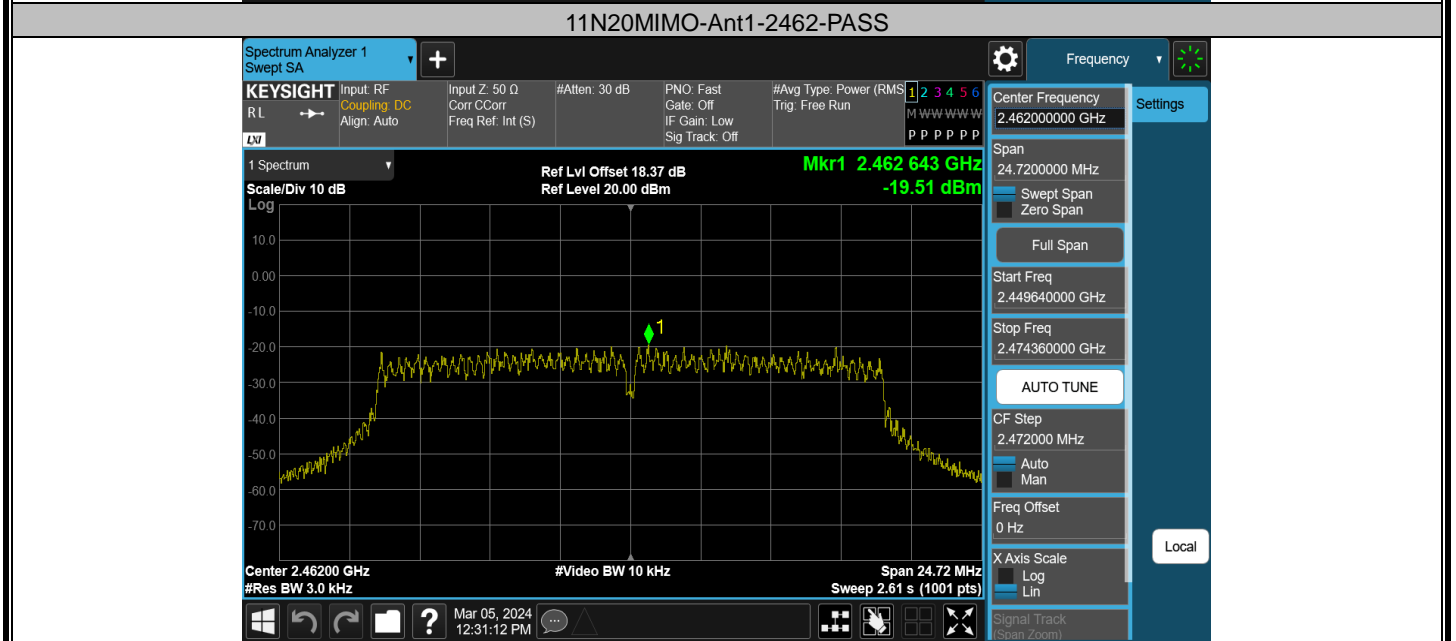 11N20MIMO-Ant1-2462-PASS
Spectrum Analyzer 1
Swept SA
+
Frequency
KEYSIGHT
RL
LXI
Input: RF
Coupling: DC
Align: Auto
Input Z: 50 Ω
Corr CCorr
Freq Ref: Int (S)
#Atten: 30 dB
PNO: Fast
Gate: Off
IF Gain: Low
Sig Track: Off
#Avg Type: Power (RMS
Trig: Free Run
1 2 3 4 5 6
M W W W W W
P P P P P P
Center Frequency
2.462000000 GHz
Settings
1 Spectrum
Scale/Div 10 dB
Log
Ref Lvl Offset 18.37 dB
Ref Level 20.00 dBm
Mkr1 2.462 643 GHz
-19.51 dBm
Span
24.7200000 MHz
Swept Span
Zero Span
Full Span
Start Freq
2.449640000 GHz
Stop Freq
2.474360000 GHz
AUTO TUNE
CF Step
2.472000 MHz
Auto
Man
Freq Offset
0 Hz
X Axis Scale
Log
Lin
Signal Track
(Span Zoom)
Local
10.0
0.00
-10.0
-20.0
-30.0
-40.0
-50.0
-60.0
-70.0
1
Center 2.46200 GHz
#Res BW 3.0 kHz
#Video BW 10 kHz
Span 24.72 MHz
Sweep 2.61 s (1001 pts)
?
Mar 05, 2024
12:31:12 PM